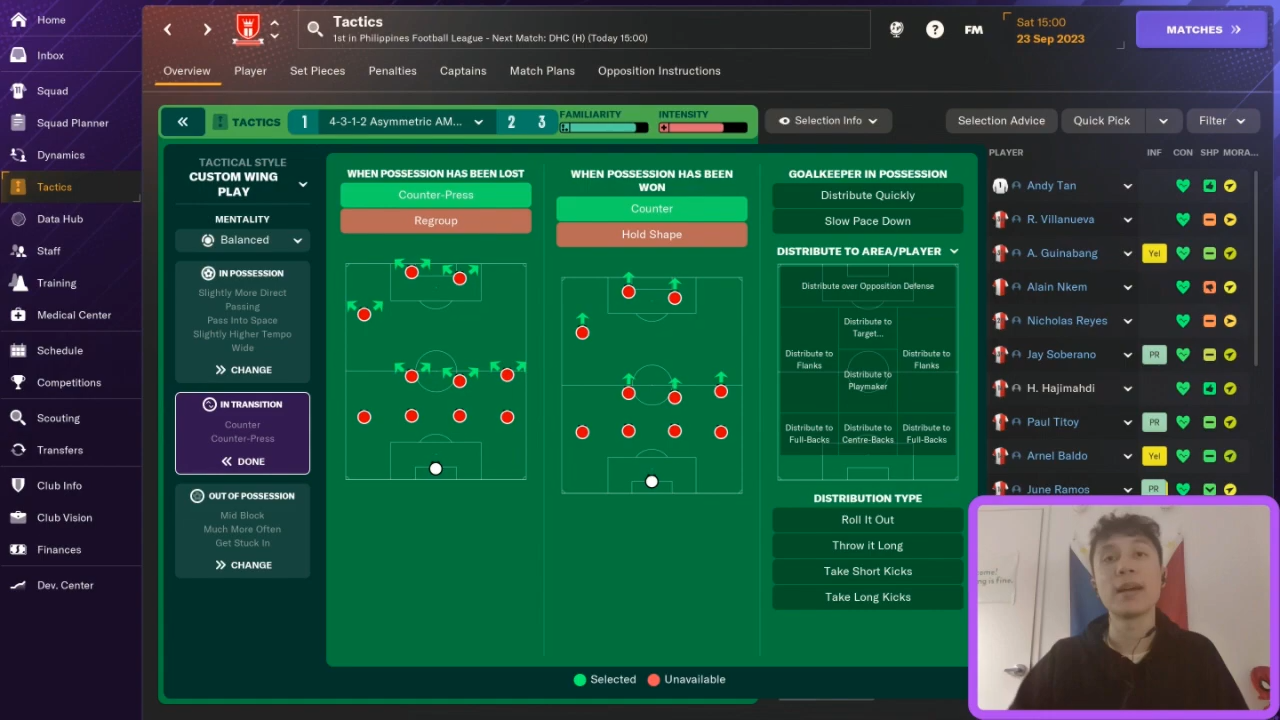 Home
Inbox
Squad
Squad Planner
Dynamics
Tactics
Data Hub
Staff
Training
Medical Center
Schedule
Competitions
Scouting
Transfers
Club Info
Club Vision
Finances
Dev. Center
Tactics
1st in Philippines Football League - Next Match: DHC (H) (Today 15:00)
?
FM
Sat 15:00
23 Sep 2023
MATCHES
Overview
Player
Set Pieces
Penalties
Captains
Match Plans
Opposition Instructions
TACTICS
1
4-3-1-2 Asymmetric AM...
2
3
FAMILIARITY
INTENSITY
Selection Info
Selection Advice
Quick Pick
Filter
TACTICAL STYLE
CUSTOM WING
PLAY
MENTALITY
Balanced
IN POSSESSION
Slightly More Direct
Passing
Pass Into Space
Slightly Higher Tempo
Wide
CHANGE
IN TRANSITION
Counter
Counter-Press
DONE
OUT OF POSSESSION
Mid Block
Much More Often
Get Stuck In
CHANGE
WHEN POSSESSION HAS BEEN LOST
Counter-Press
Regroup
WHEN POSSESSION HAS BEEN
WON
Counter
Hold Shape
GOALKEEPER IN POSSESSION
Distribute Quickly
Slow Pace Down
DISTRIBUTE TO AREA/PLAYER
Distribute over Opposition Defense
Distribute to
Target...
Distribute to
Flanks
Distribute to
Playmaker
Distribute to
Flanks
Distribute to
Full-Backs
Distribute to
Centre-Backs
Distribute to
Full-Backs
DISTRIBUTION TYPE
Roll It Out
Throw it Long
Take Short Kicks
Take Long Kicks
Selected
Unavailable
PLAYER INF CON SHP MORA...
Andy Tan
R. Villanueva
A. Guinabang Yel
Alain Nkem
Nicholas Reyes
Jay Soberano PR
H. Hajimahdi
Paul Titoy PR
Arnel Baldo Yel
June Ramos PR